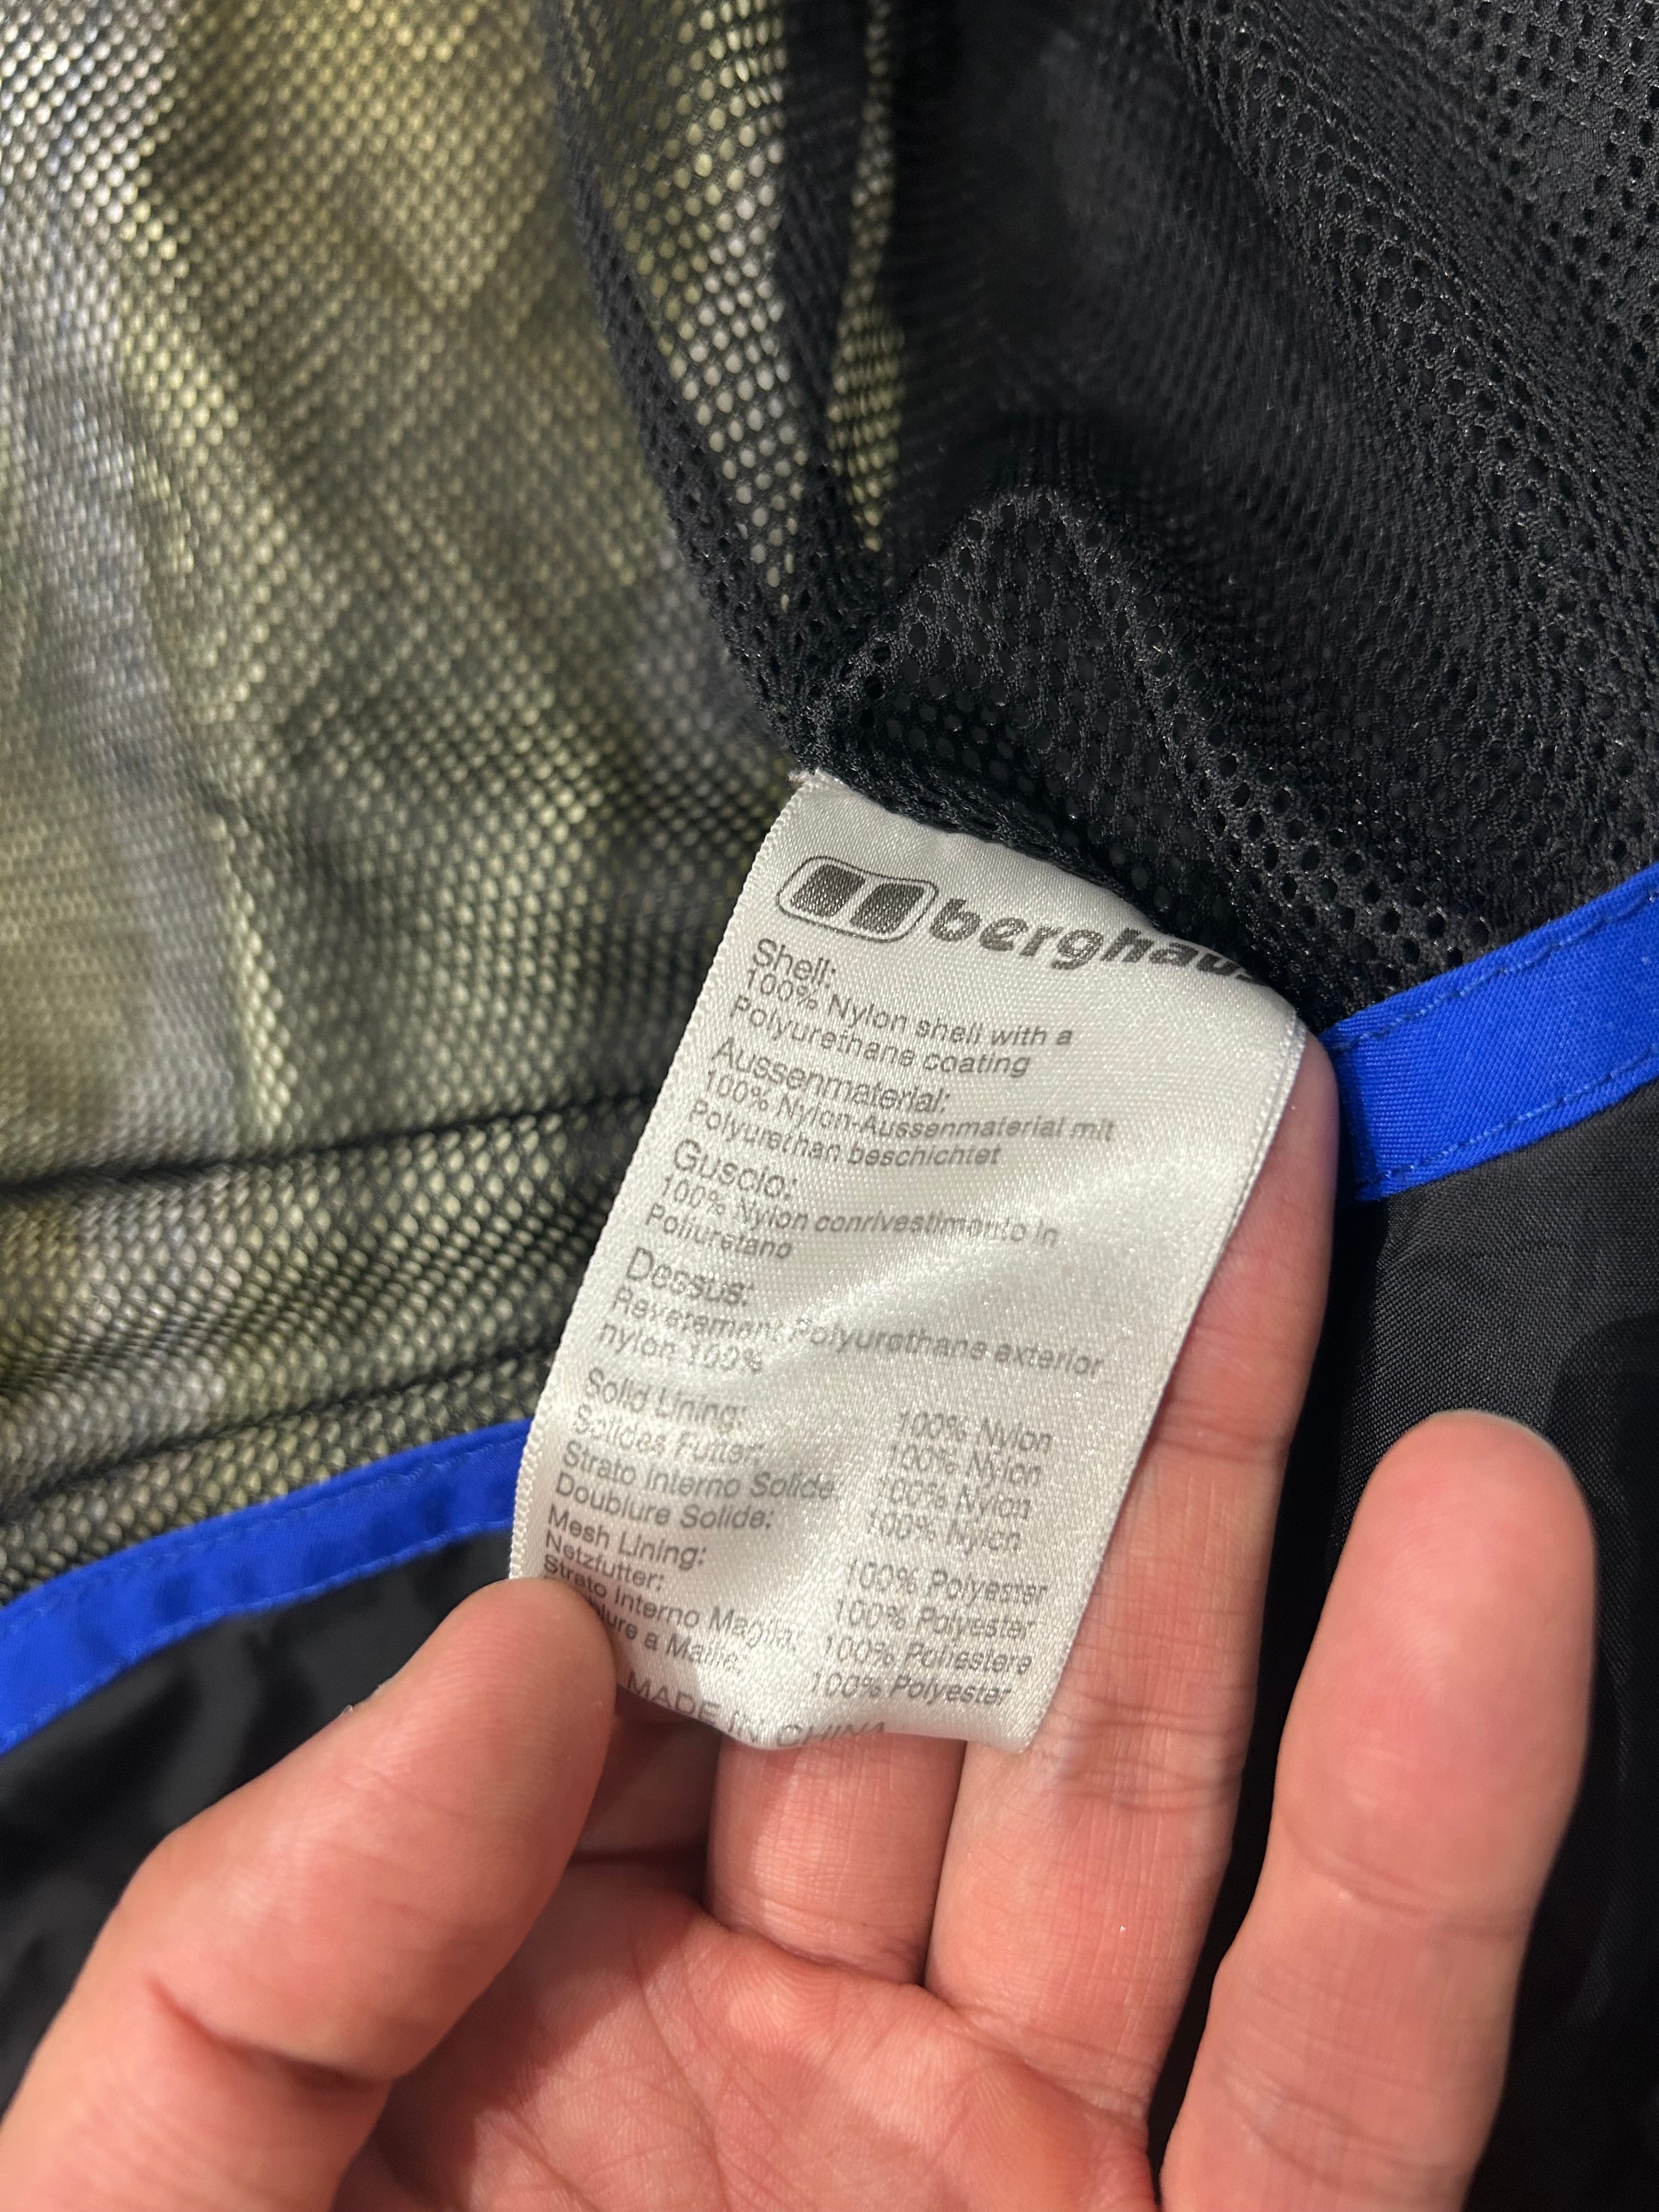 berghaus
Shell:
100% Nylon shell with a
Polyurethane coating
Aussenmaterial:
100% Nylon-Aussenmaterial mit
Polyurethan beschichtet
Guscio:
100% Nylon conrivestimento in
Poliuretano
Dessus:
Revetement Polyurethane exterior
nylon 100%
Solid Lining: 100% Nylon
Solides Futter: 100% Nylon
Strato Interno Solide: 100% Nylon
Doublure Solide: 100% Nylon
Mesh Lining: 100% Polyester
Netzfutter: 100% Polyester
Strato Interno Maglia: 100% Poliestere
a Maille: 100% Polyester
MADE IN CHINA